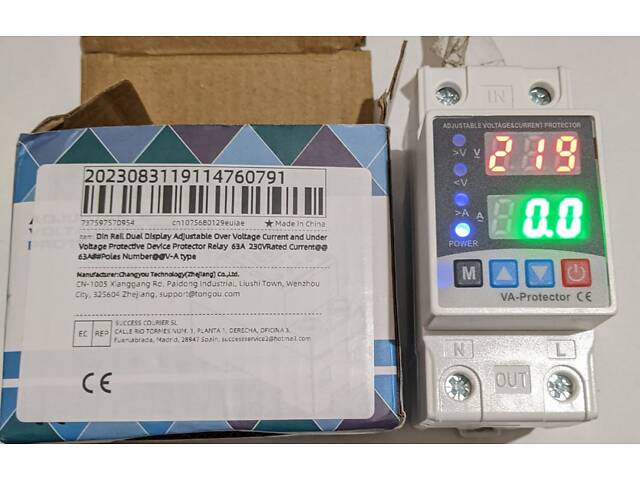 2023083119114760791
737597570954 cn1075680129euiae ★Made In China
Item: Din Rail Dual Display Adjustable Over Voltage Current and Under
Voltage Protective Device Protector Relay 63A 230VRated Current@@
63A##Poles Number@@V-A type
Manufacturer:Changyou Technology(Zhejiang) Co.,Ltd.
CN-1005 Xianggang Rd, Paidong Industrial, Liushi Town, Wenzhou
City, 325604 Zhejiang, support@tongou.com
EC REP
SUCCESS COURIER SL
CALLE RIO TORMES NUM. 1, PLANTA 1, DERECHA, OFICINA 3,
Fuenlabrada, Madrid, 28947 Spain, successservice2@hotmail.com
CE
IN
ADJUSTABLE VOLTAGE&CURRENT PROTECTOR
>V V 219
<V
>A A 0.0
POWER
M
VA-Protector CE
N L
OUT